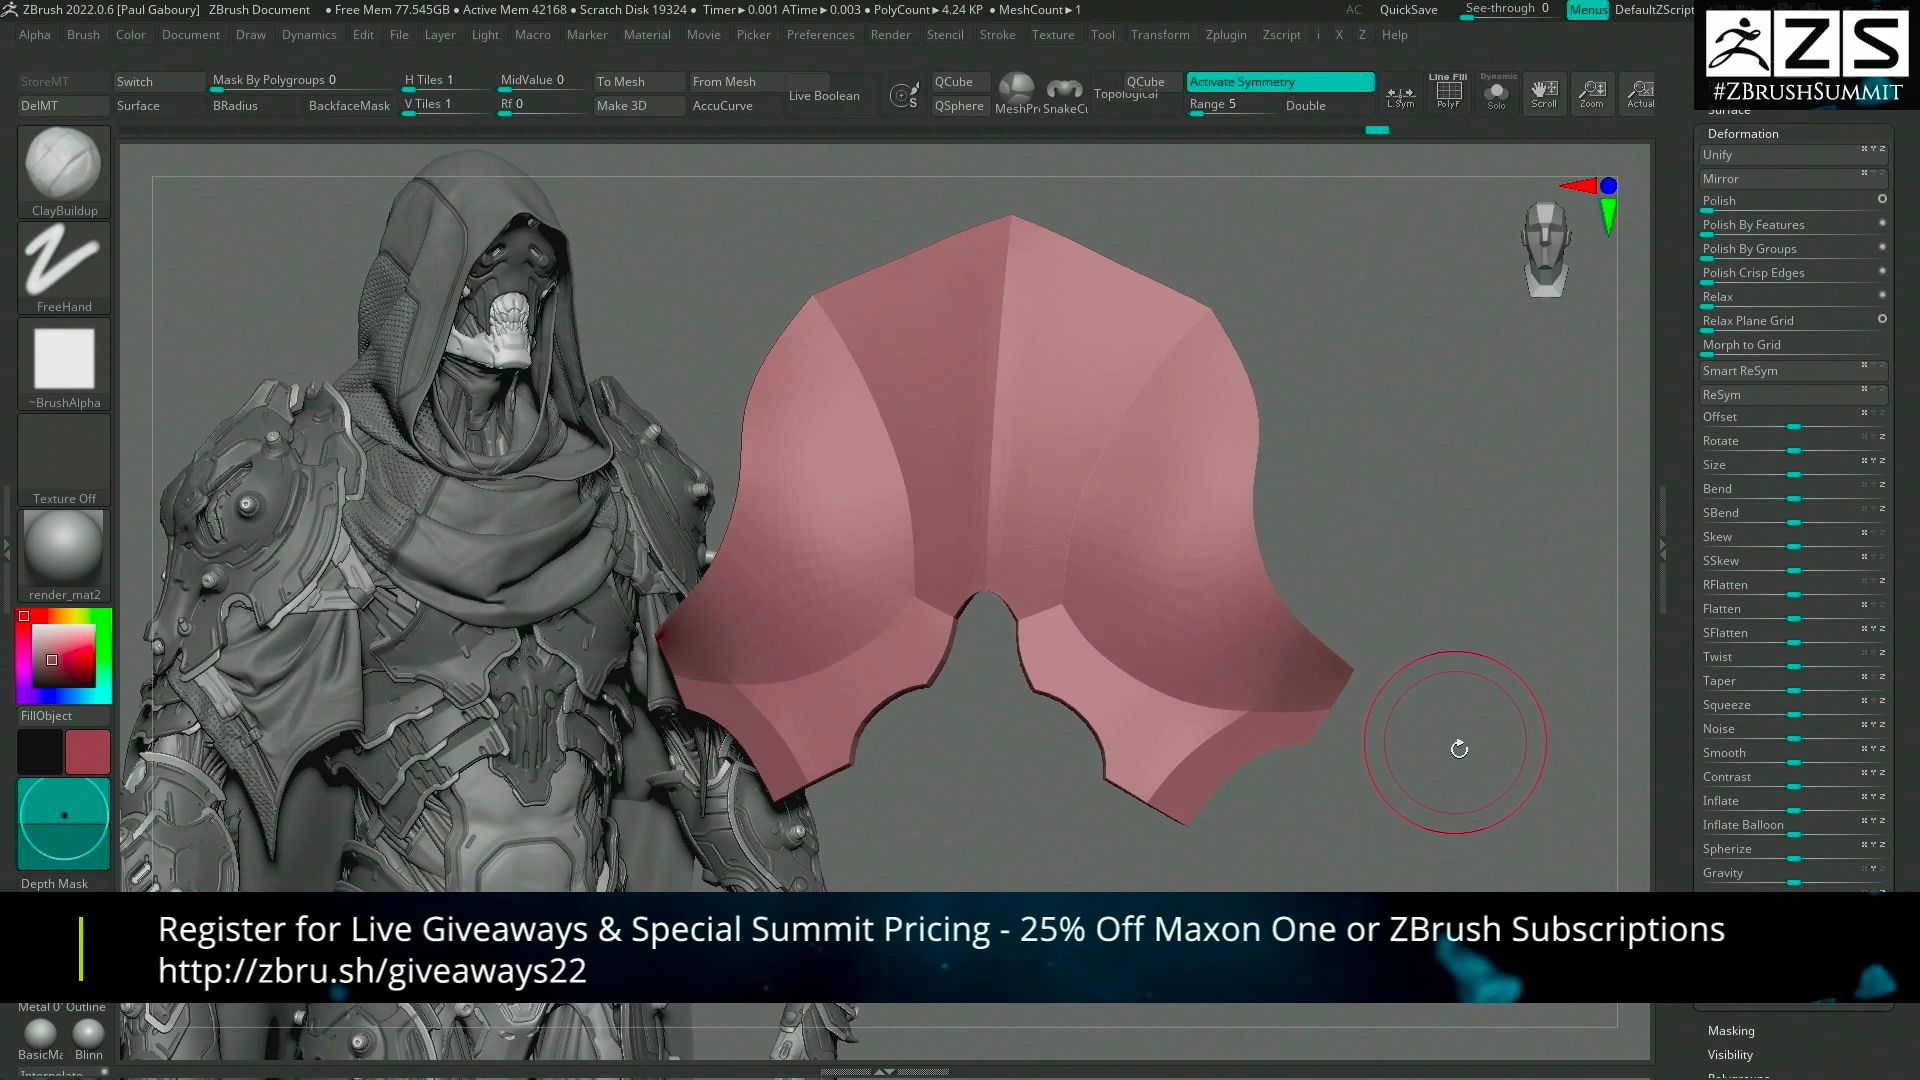 ZBrush 2022.0.6 [Paul Gaboury] ZBrush Document • Free Mem 77.545GB • Active Mem 42168 • Scratch Disk 19324 • Timer►0.001 ATime►0.003 • PolyCount►4.24 KP • MeshCount►1 AC QuickSave See-through 0 Menus DefaultZScript
Alpha Brush Color Document Draw Dynamics Edit File Layer Light Macro Marker Material Movie Picker Preferences Render Stencil Stroke Texture Tool Transform Zplugin Zscript i X Z Help
ZS
#ZBRUSHSUMMIT
StoreMT Switch Mask By Polygroups 0 H Tiles 1 MidValue 0 To Mesh From Mesh Live Boolean QCube MeshPr SnakeCu Topological QCube Activate Symmetry L.Sym Line Fill PolyF Dynamic Solo Scroll Zoom Actual
DelMT Surface BRadius BackfaceMask V Tiles 1 Rf 0 Make 3D AccuCurve S QSphere Range 5 Double
ClayBuildup
FreeHand
~BrushAlpha
Texture Off
render_mat2
FillObject
Depth Mask
Surface
Deformation
Unify
Mirror
Polish
Polish By Features
Polish By Groups
Polish Crisp Edges
Relax
Relax Plane Grid
Morph to Grid
Smart ReSym
ReSym
Offset
Rotate
Size
Bend
SBend
Skew
SSkew
RFlatten
Flatten
SFlatten
Twist
Taper
Squeeze
Noise
Smooth
Contrast
Inflate
Inflate Balloon
Spherize
Gravity
Register for Live Giveaways & Special Summit Pricing - 25% Off Maxon One or ZBrush Subscriptions
http://zbru.sh/giveaways22
Metal 0' Outline
BasicMa Blinn
Interpolate
Masking
Visibility
Polygroups